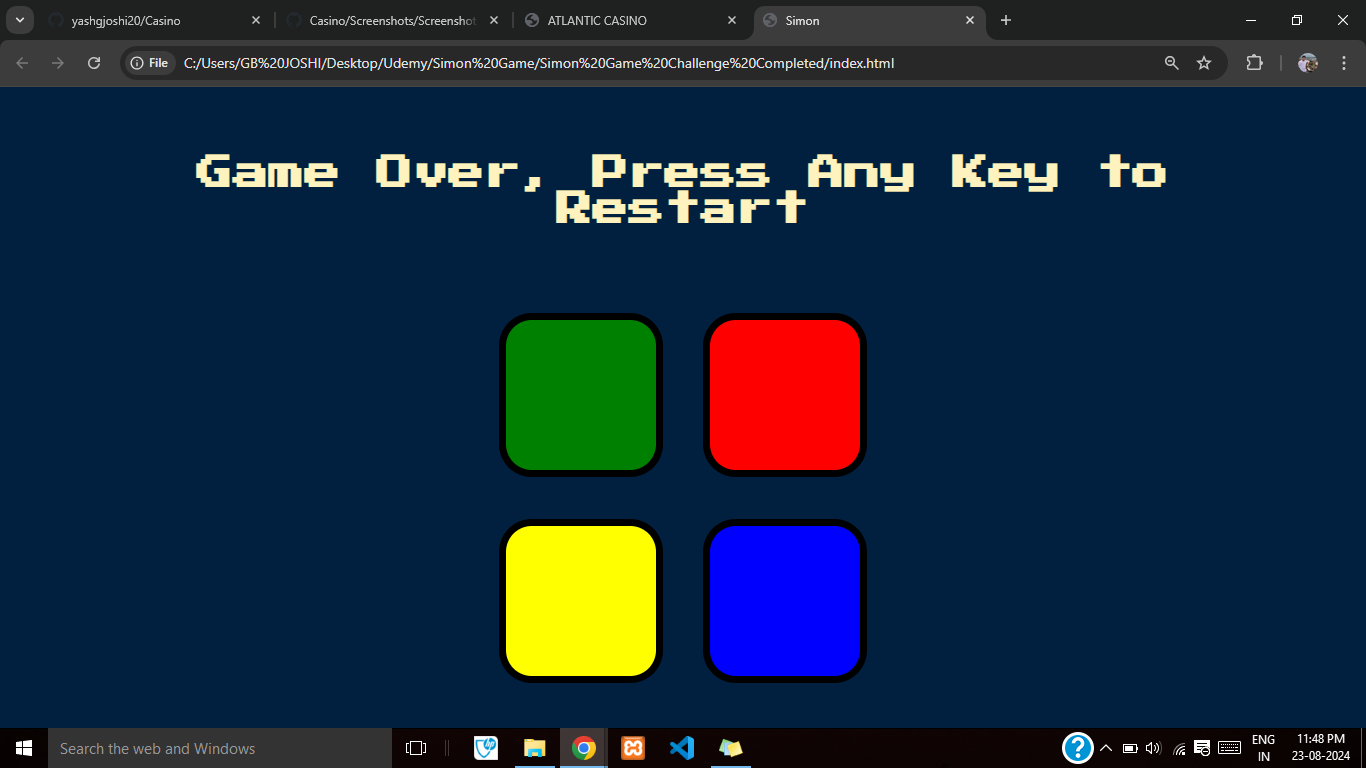 yashgjoshi20/Casino
Casino/Screenshots/Screenshot
ATLANTIC CASINO
Simon
File
C:/Users/GB%20JOSHI/Desktop/Udemy/Simon%20Game/Simon%20Game%20Challenge%20Completed/index.html
Game Over, Press Any Key to
Restart
Search the web and Windows
ENG
IN
11:48 PM
23-08-2024